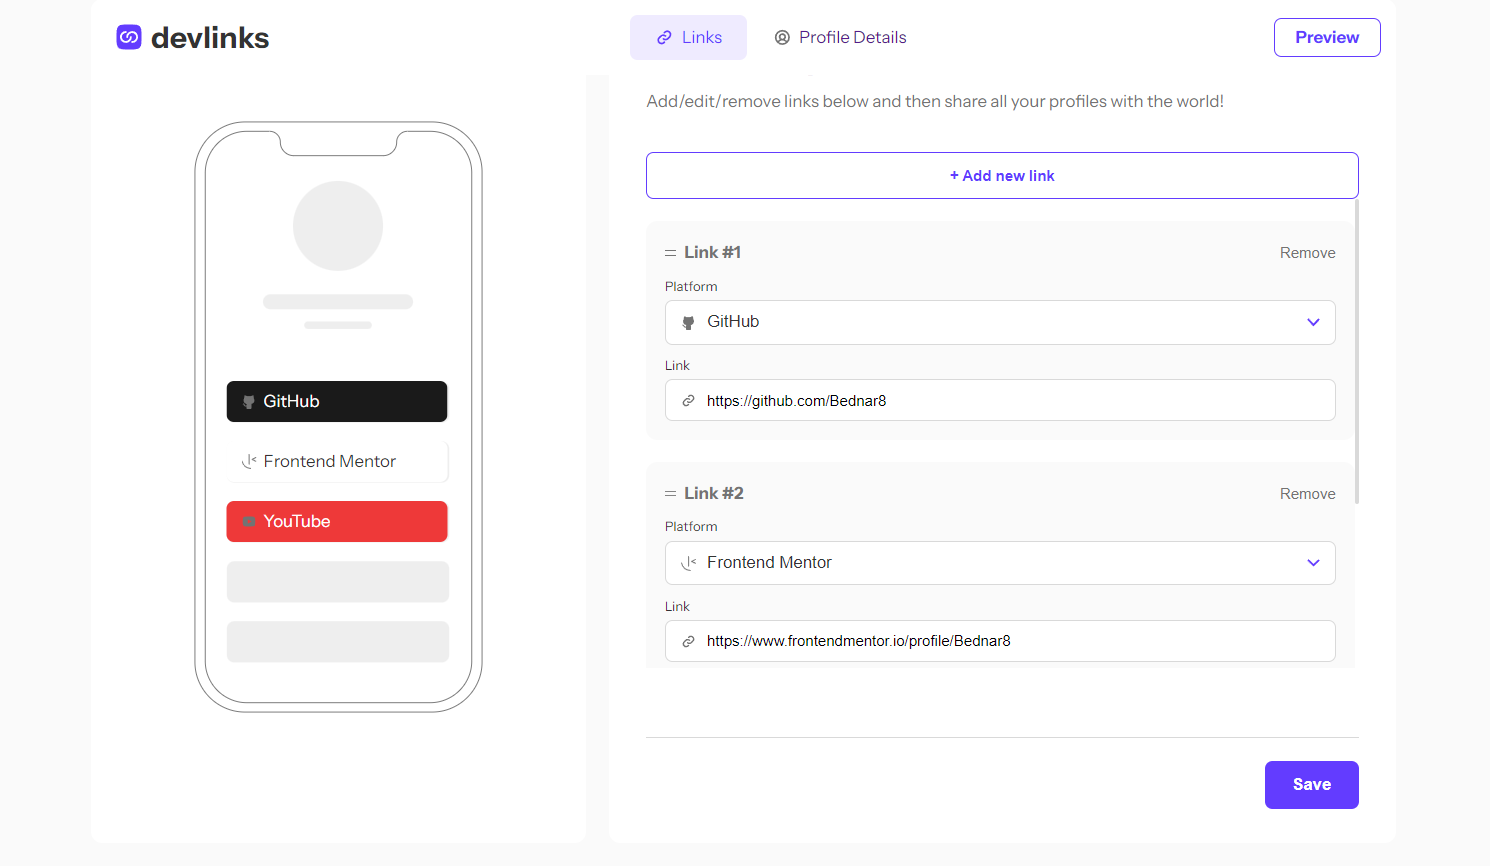 devlinks
Links
Profile Details
Preview
Add/edit/remove links below and then share all your profiles with the world!
+ Add new link
GitHub
Frontend Mentor
YouTube
Link #1
Remove
Platform
GitHub
Link
https://github.com/Bednar8
Link #2
Remove
Platform
Frontend Mentor
Link
https://www.frontendmentor.io/profile/Bednar8
Save